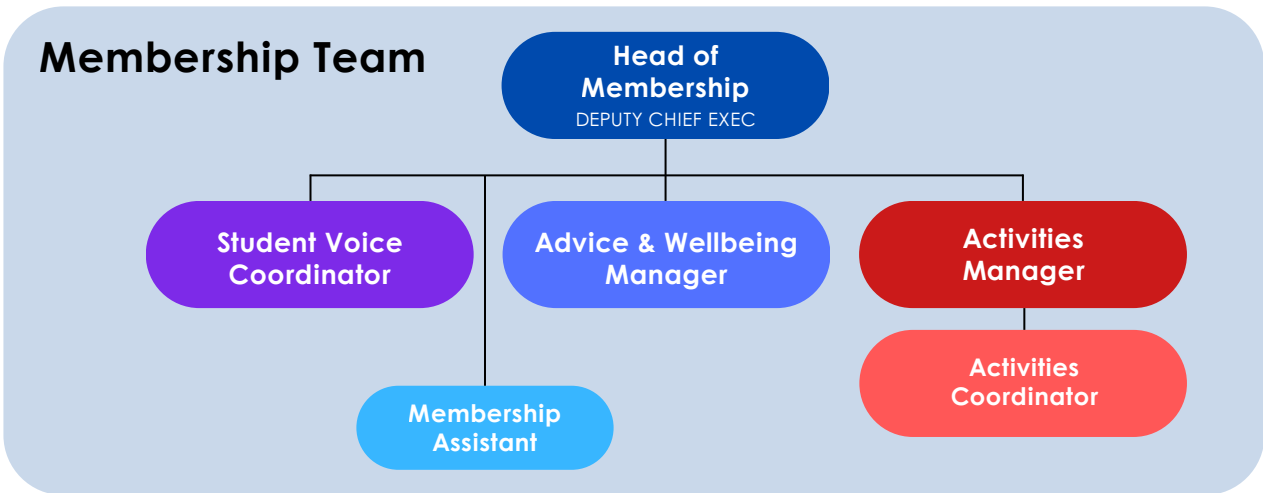 Membership Team
Head of
Membership
DEPUTY CHIEF EXEC
Student Voice
Coordinator
Advice & Wellbeing
Manager
Activities
Manager
Membership
Assistant
Activities
Coordinator